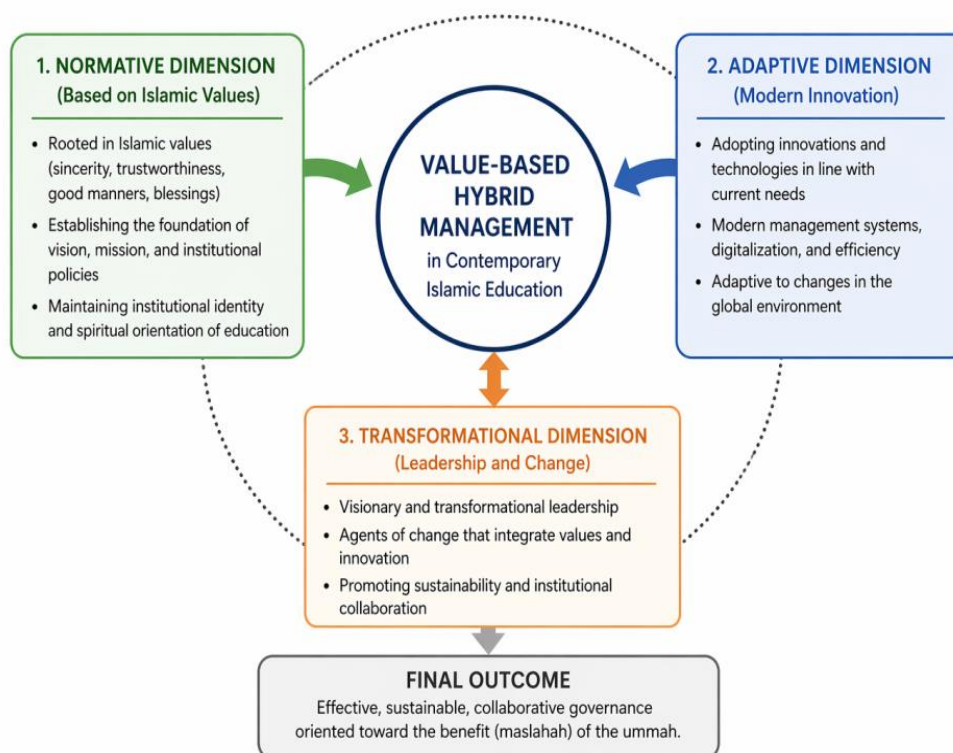 1. NORMATIVE DIMENSION
(Based on Islamic Values)
• Rooted in Islamic values
(sincerity, trustworthiness,
good manners, blessings)
• Establishing the foundation of
vision, mission, and institutional
policies
• Maintaining institutional identity
and spiritual orientation of education
VALUE-BASED
HYBRID
MANAGEMENT
in Contemporary
Islamic Education
2. ADAPTIVE DIMENSION
(Modern Innovation)
• Adopting innovations and
technologies in line with
current needs
• Modern management systems,
digitalization, and efficiency
• Adaptive to changes in the
global environment
3. TRANSFORMATIONAL DIMENSION
(Leadership and Change)
• Visionary and transformational leadership
• Agents of change that integrate values and
innovation
• Promoting sustainability and institutional
collaboration
FINAL OUTCOME
Effective, sustainable, collaborative governance
oriented toward the benefit (maslahah) of the ummah.